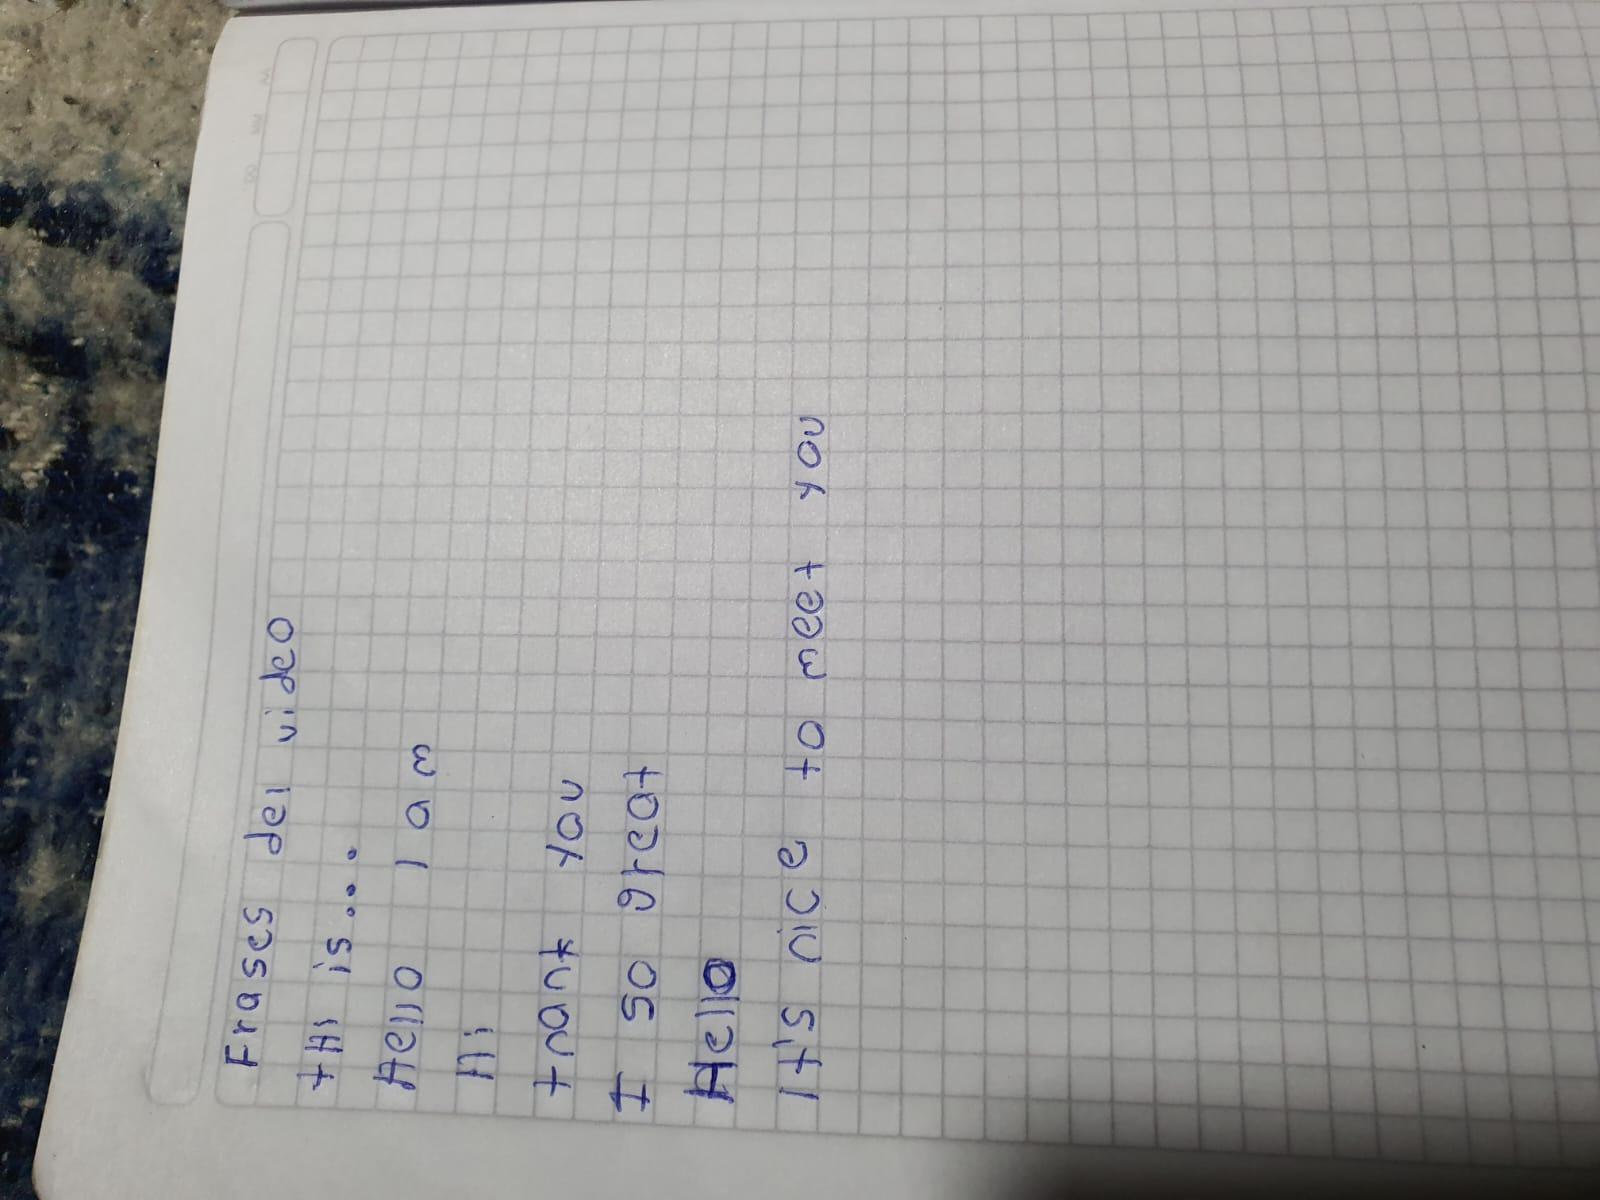 Frases del video
tHi is....
Hello I am
Hi
thank you
I so great
Hello
It's nice to meet you